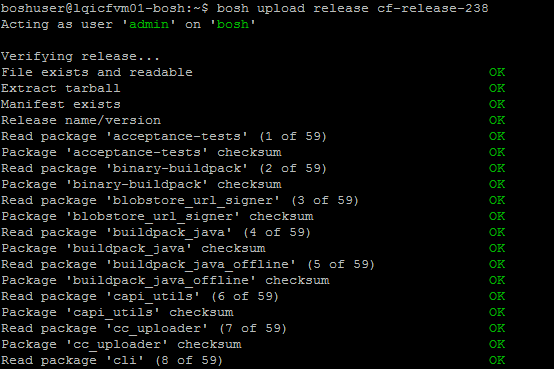 boshuser@lqicfvm01-bosh:~$ bosh upload release cf-release-238
Acting as user 'admin' on 'bosh'
Verifying release...
File exists and readable OK
Extract tarball OK
Manifest exists OK
Release name/version OK
Read package 'acceptance-tests' (1 of 59) OK
Package 'acceptance-tests' checksum OK
Read package 'binary-buildpack' (2 of 59) OK
Package 'binary-buildpack' checksum OK
Read package 'blobstore_url_signer' (3 of 59) OK
Package 'blobstore_url_signer' checksum OK
Read package 'buildpack_java' (4 of 59) OK
Package 'buildpack_java' checksum OK
Read package 'buildpack_java_offline' (5 of 59) OK
Package 'buildpack_java_offline' checksum OK
Read package 'capi_utils' (6 of 59) OK
Package 'capi_utils' checksum OK
Read package 'cc_uploader' (7 of 59) OK
Package 'cc_uploader' checksum OK
Read package 'cli' (8 of 59) OK